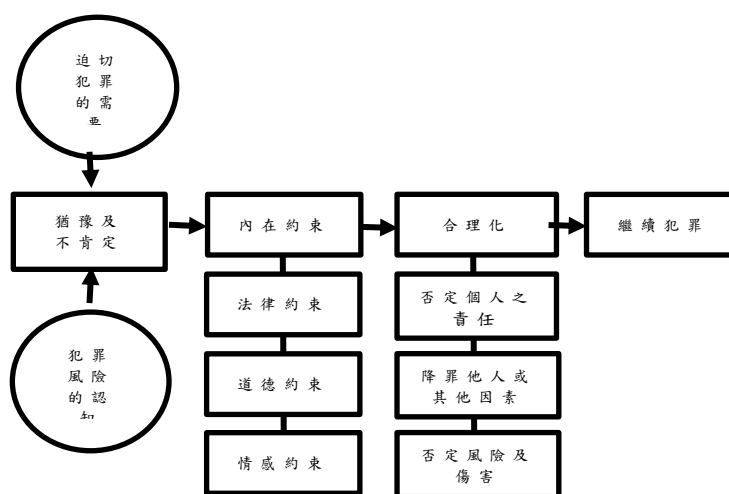 迫切
犯罪
的需
猶豫及
不肯定
犯罪
風險
的認
內在約束
法律約束
道德約束
情感約束
合理化
否定個人之
責任
降罪他人或
其他因素
否定風險及
傷害
繼續犯罪